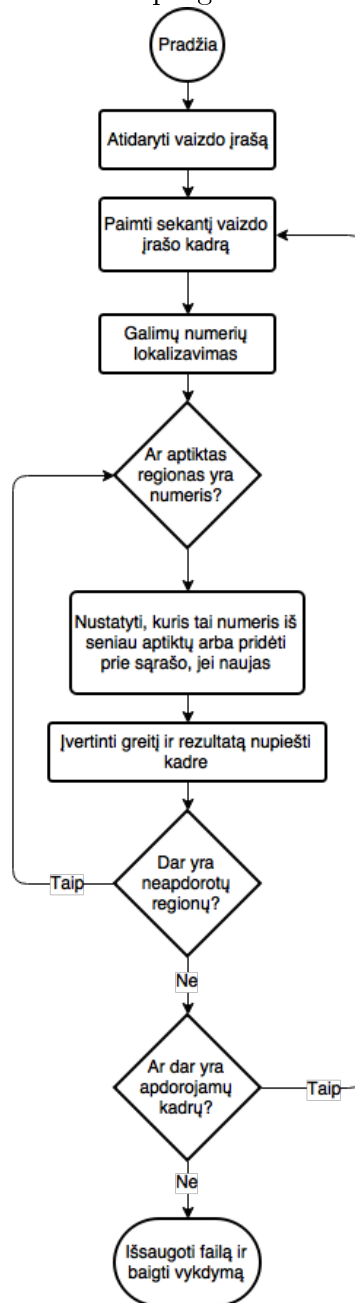 Pradžia
Atidaryti vaizdo įrašą
Paimti sekantį vaizdo
įrašo kadrą
Galimų numerių
lokalizavimas
Ar aptiktas
regionas yra
numeris?
Nustatyti, kuris tai numeris iš
seniau aptiktų arba pridėti
prie sąrašo, jei naujas
Įvertinti greitį ir rezultatą nupiešti
kadre
Dar yra
neapdorotų
regionų?
Taip
Ne
Ar dar yra
apdorojamų
kadrų?
Taip
Ne
Išsaugoti failą ir
baigti vykdymą